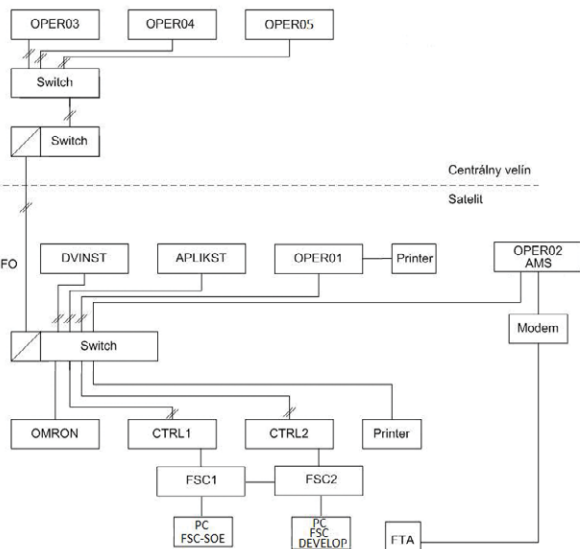 OPER03
OPER04
OPER05
Switch
Switch
Centrálny velín
Satelit
FO
DVINST
APLIKST
OPER01
Printer
OPER02
AMS
Modem
Switch
OMRON
CTRL1
CTRL2
Printer
FSC1
FSC2
PC
FSC-SOE
PC
FSC
DEVELOP
FTA